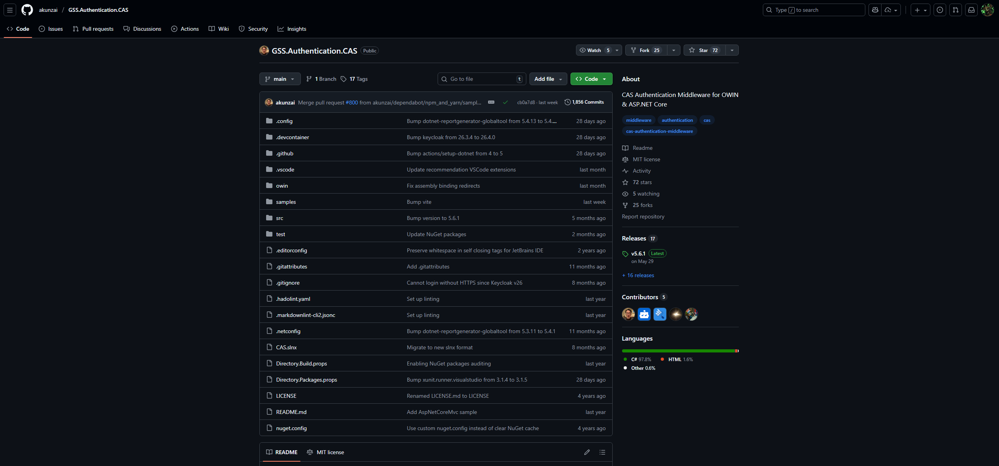 akunzai / GSS.Authentication.CAS
Type / to search
Code Issues Pull requests Discussions Actions Wiki Security Insights
GSS.Authentication.CAS Public
Watch 5 Fork 25 Star 72
main 1 Branch 17 Tags Go to file t Add file Code
akunzai Merge pull request #800 from akunzai/dependabot/npm_and_yarn/sampl... cb0a7d8 · last week 1,856 Commits
.config Bump dotnet-reportgenerator-globaltool from 5.4.13 to 5.4.... 28 days ago
.devcontainer Bump keycloak from 26.3.4 to 26.4.0 28 days ago
.github Bump actions/setup-dotnet from 4 to 5 28 days ago
.vscode Update recommendation VSCode extensions last month
owin Fix assembly binding redirects last month
samples Bump vite last week
src Bump version to 5.6.1 5 months ago
test Update NuGet packages 2 months ago
.editorconfig Preserve whitespace in self closing tags for JetBrains IDE 2 years ago
.gitattributes Add .gitattributes 11 months ago
.gitignore Cannot login without HTTPS since Keycloak v26 8 months ago
.hadolint.yaml Set up linting last year
.markdownlint-cli2.jsonc Set up linting last year
.netconfig Bump dotnet-reportgenerator-globaltool from 5.3.11 to 5.4.1 11 months ago
CAS.slnx Migrate to new slnx format 8 months ago
Directory.Build.props Enabling NuGet packages auditing last year
Directory.Packages.props Bump xunit.runner.visualstudio from 3.1.4 to 3.1.5 28 days ago
LICENSE Renamed LICENSE.md to LICENSE 4 years ago
README.md Add AspNetCoreMvc sample last year
nuget.config Use custom nuget.config instead of clear NuGet cache 4 years ago
README MIT license
About
CAS Authentication Middleware for OWIN
& ASP.NET Core
middleware authentication cas
cas-authentication-middleware
Readme
MIT license
Activity
72 stars
5 watching
25 forks
Report repository
Releases 17
v5.6.1 Latest
on May 29
+ 16 releases
Contributors 5
Languages
C# 97.8% HTML 1.6%
Other 0.6%